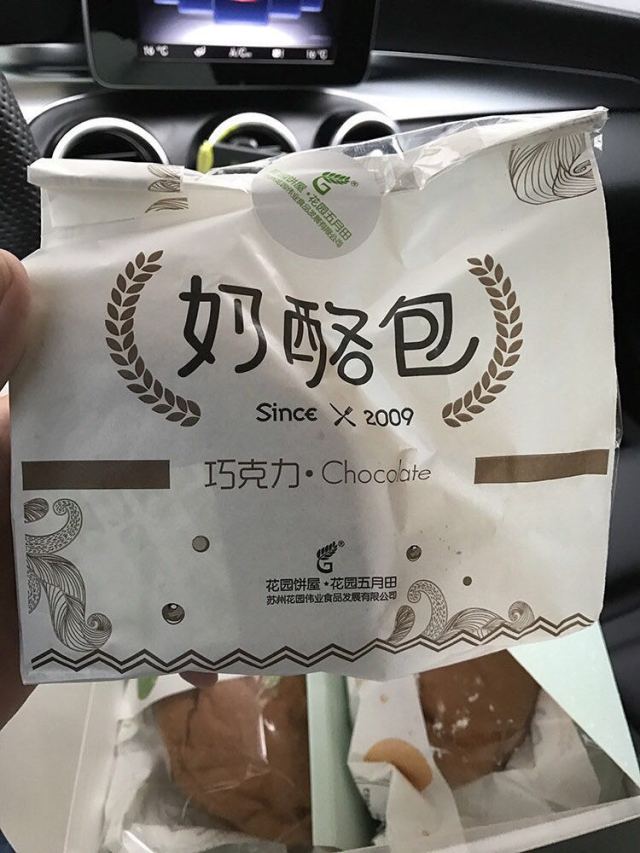 16°C A/C 16°C
饼屋·花园五月田
奶酪包
Since 2009
巧克力·Chocolate
G®
花园饼屋·花园五月田
苏州花园伟业食品发展有限公司